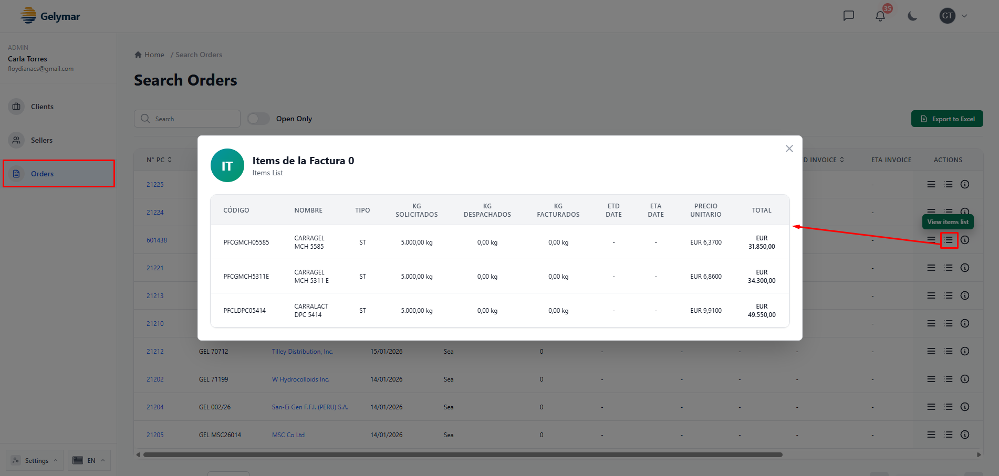 Gelymar
35
CT
ADMIN
Carla Torres
floydianacs@gmail.com
Clients
Sellers
Orders
Home / Search Orders
Search Orders
Search
Open Only
Export to Excel
N° PC
D INVOICE
ETA INVOICE
ACTIONS
21225
-
21224
-
View items list
601438
-
21221
-
21213
-
21210
-
IT
Items de la Factura 0
Items List
CÓDIGO NOMBRE TIPO KG SOLICITADOS KG DESPACHADOS KG FACTURADOS ETD DATE ETA DATE PRECIO UNITARIO TOTAL
PFCGMCH05585 CARRAGEL MCH 5585 ST 5.000,00 kg 0,00 kg 0,00 kg - - EUR 6,3700 EUR 31.850,00
PFCGMCH5311E CARRAGEL MCH 5311 E ST 5.000,00 kg 0,00 kg 0,00 kg - - EUR 6,8600 EUR 34.300,00
PFCLDPC05414 CARRALACT DPC 5414 ST 5.000,00 kg 0,00 kg 0,00 kg - - EUR 9,9100 EUR 49.550,00
21212 GEL 70712 Tilley Distribution, Inc. 15/01/2026 Sea 0 - - - - -
21202 GEL 71199 W Hydrocolloids Inc. 14/01/2026 Sea 0 - - - - -
21204 GEL 002/26 San-Ei Gen F.F.I. (PERU) S.A. 14/01/2026 Sea 0 - - - - -
21205 GEL MSC26014 MSC Co Ltd 14/01/2026 Sea 0 - - - - -
Settings
EN